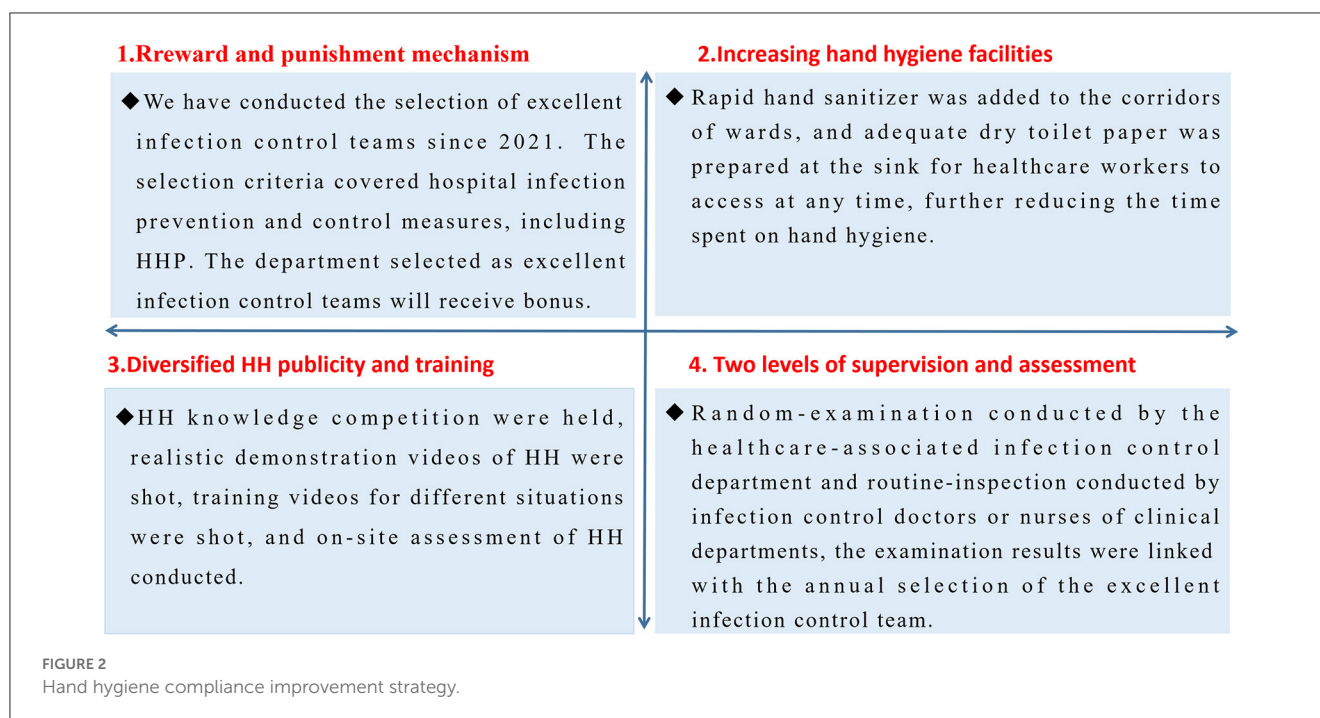 1.Rreward and punishment mechanism
◆We have conducted the selection of excellent
infection control teams since 2021. The
selection criteria covered hospital infection
prevention and control measures, including
HHP. The department selected as excellent
infection control teams will receive bonus.
2.Increasing hand hygiene facilities
◆ Rapid hand sanitizer was added to the corridors
of wards, and adequate dry toilet paper was
prepared at the sink for healthcare workers to
access at any time, further reducing the time
spent on hand hygiene.
3.Diversified HH publicity and training
◆HH knowledge competition were held,
realistic demonstration videos of HH were
shot, training videos for different situations
were shot, and on-site assessment of HH
conducted.
4. Two levels of supervision and assessment
◆ Random-examination conducted by the
healthcare-associated infection control
department and routine-inspection conducted by
infection control doctors or nurses of clinical
departments, the examination results were linked
with the annual selection of the excellent
infection control team.
FIGURE 2
Hand hygiene compliance improvement strategy.